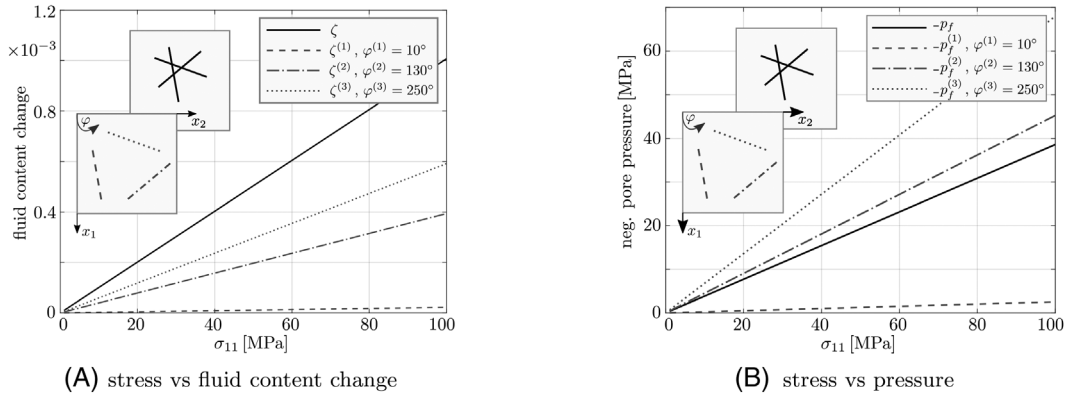 1.2
×10⁻³
0.8
0.4
0
fluid content change
0 20 40 60 80 100
σ₁₁ [MPa]
ζ
ζ⁽¹⁾ , φ⁽¹⁾ = 10°
ζ⁽²⁾ , φ⁽²⁾ = 130°
ζ⁽³⁾ , φ⁽³⁾ = 250°
x₂
φ
x₁
(A) stress vs fluid content change
60
40
20
0
neg. pore pressure [MPa]
0 20 40 60 80 100
σ₁₁ [MPa]
–p_f
–p_f⁽¹⁾ , φ⁽¹⁾ = 10°
–p_f⁽²⁾ , φ⁽²⁾ = 130°
–p_f⁽³⁾ , φ⁽³⁾ = 250°
x₂
φ
x₁
(B) stress vs pressure